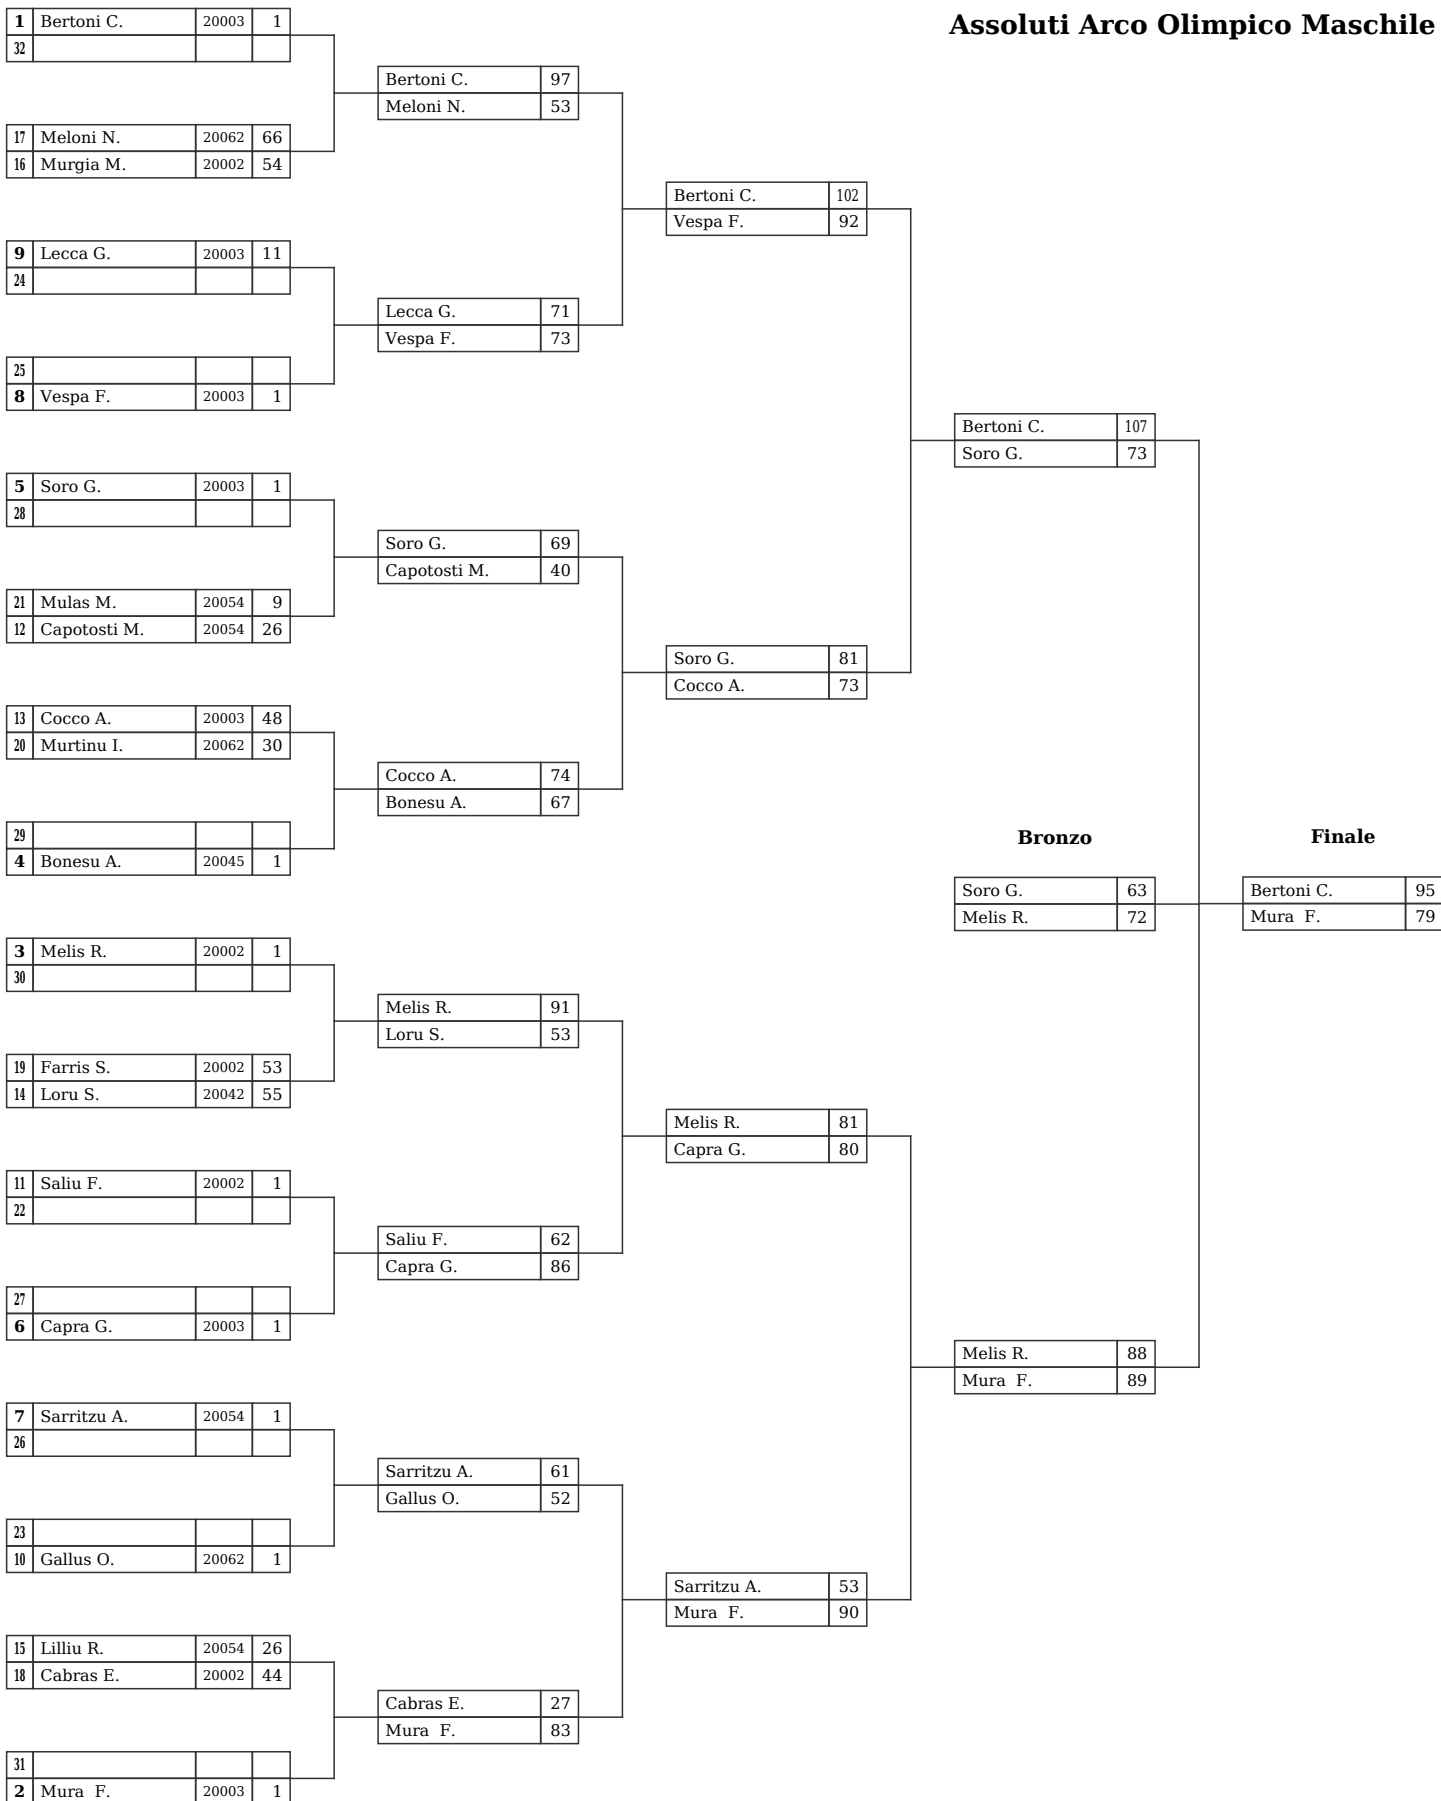 Assoluti Arco Olimpico Maschile
1 Bertoni C. 20003 1
32
Bertoni C. 97
Meloni N. 53
17 Meloni N. 20062 66
16 Murgia M. 20002 54
Bertoni C. 102
Vespa F. 92
9 Lecca G. 20003 11
24
Lecca G. 71
Vespa F. 73
25
8 Vespa F. 20003 1
Bertoni C. 107
Soro G. 73
5 Soro G. 20003 1
28
Soro G. 69
Capotosti M. 40
21 Mulas M. 20054 9
12 Capotosti M. 20054 26
Soro G. 81
Cocco A. 73
13 Cocco A. 20003 48
20 Murtinu I. 20062 30
Cocco A. 74
Bonesu A. 67
29
4 Bonesu A. 20045 1
Bronzo
Finale
Soro G. 63
Melis R. 72
Bertoni C. 95
Mura F. 79
3 Melis R. 20002 1
30
Melis R. 91
Loru S. 53
19 Farris S. 20002 53
14 Loru S. 20042 55
Melis R. 81
Capra G. 80
11 Saliu F. 20002 1
22
Saliu F. 62
Capra G. 86
27
6 Capra G. 20003 1
Melis R. 88
Mura F. 89
7 Sarritzu A. 20054 1
26
Sarritzu A. 61
Gallus O. 52
23
10 Gallus O. 20062 1
Sarritzu A. 53
Mura F. 90
15 Lilliu R. 20054 26
18 Cabras E. 20002 44
Cabras E. 27
Mura F. 83
31
2 Mura F. 20003 1